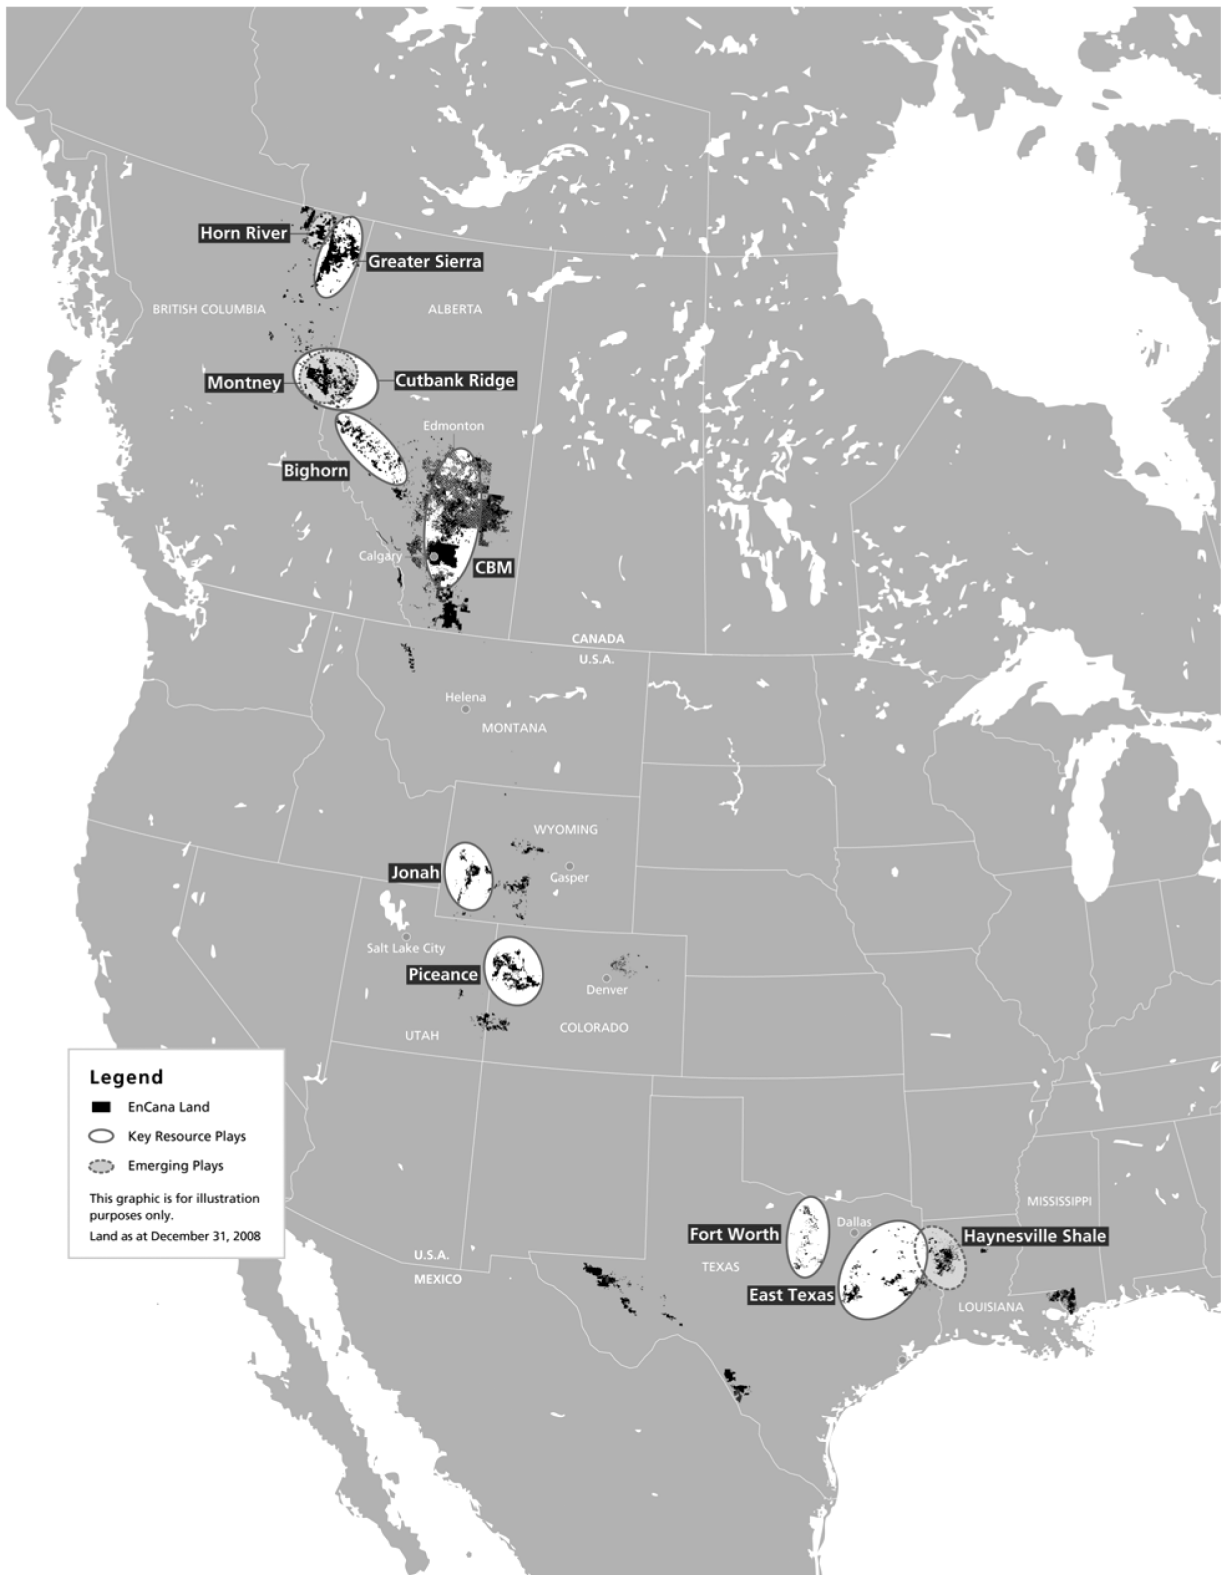 Horn River
Greater Sierra
BRITISH COLUMBIA
ALBERTA
Montney
Cutbank Ridge
Edmonton
Bighorn
Calgary
CBM
CANADA
U.S.A.
Helena
MONTANA
WYOMING
Jonah
Casper
Salt Lake City
Piceance
Denver
UTAH
COLORADO
Legend
EnCana Land
Key Resource Plays
Emerging Plays
This graphic is for illustration
purposes only.
Land as at December 31, 2008
MISSISSIPPI
Dallas
Fort Worth
Haynesville Shale
U.S.A.
TEXAS
MEXICO
East Texas
LOUISIANA